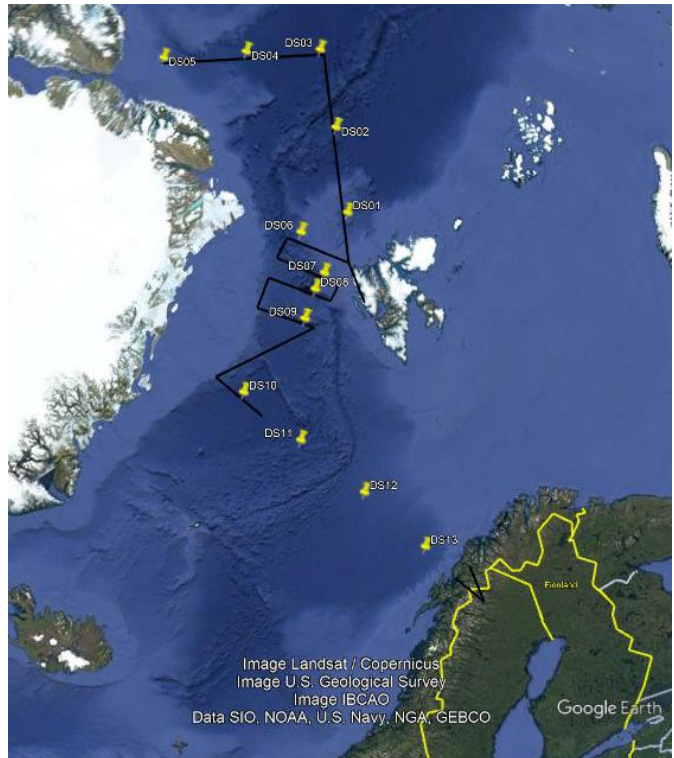 DS03
DS04
DS05
DS02
DS01
DS06
DS07
DS08
DS09
DS10
DS11
DS12
DS13
Finnland
Image Landsat / Copernicus
Image U.S. Geological Survey
Image IBCAO
Data SIO, NOAA, U.S. Navy, NGA, GEBCO
Google Earth